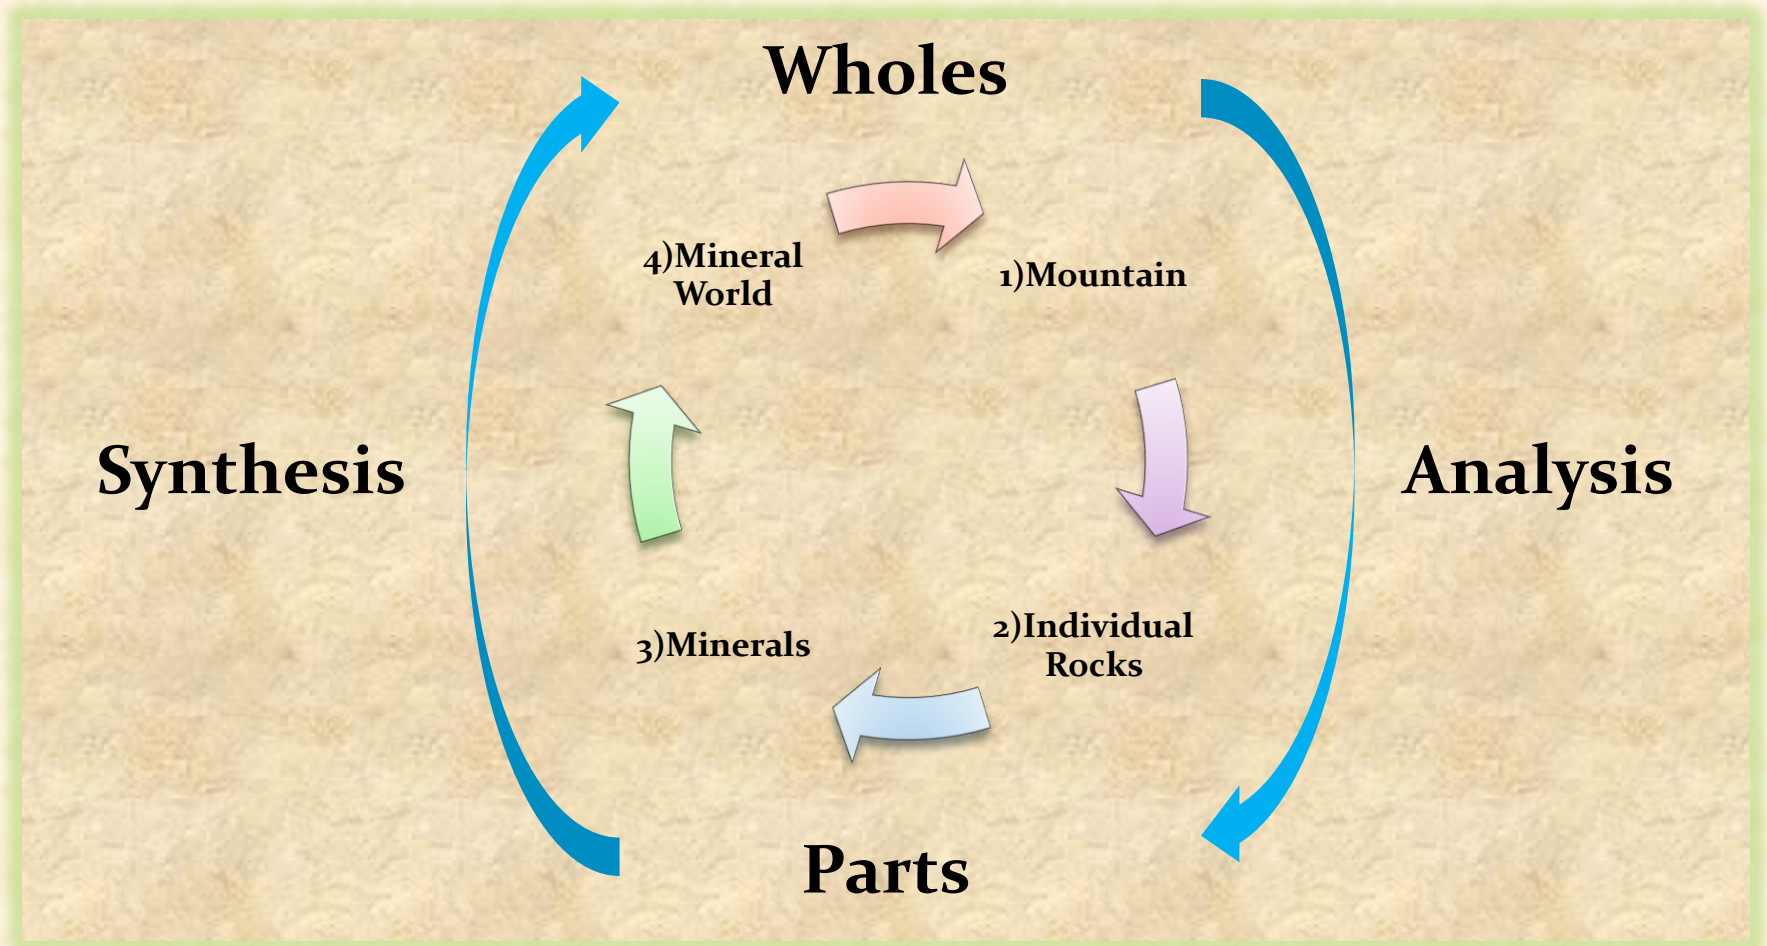 Wholes
4)Mineral
World
1)Mountain
Synthesis
Analysis
3)Minerals
2)Individual
Rocks
Parts